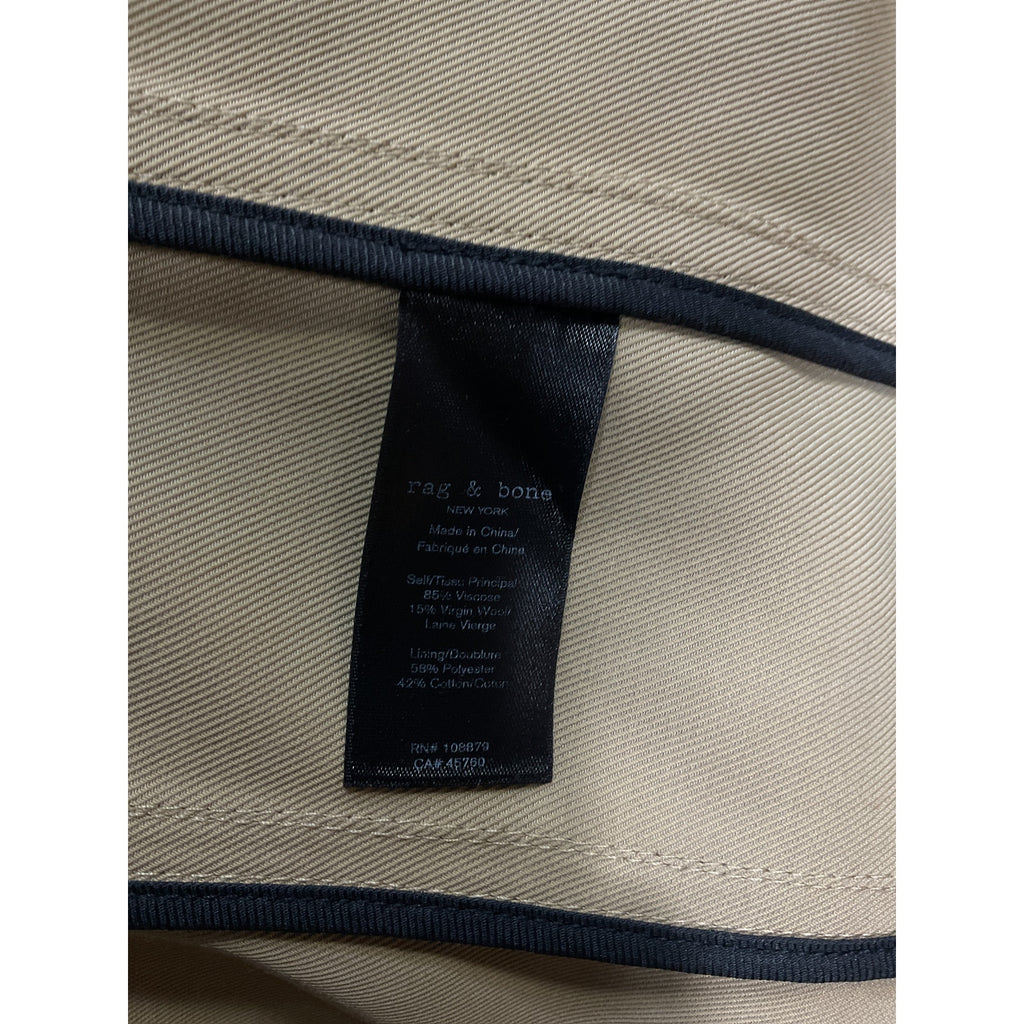 rag & bone
NEW YORK
Made in China/
Fabriqué en Chine
Self/Tissu Principal
85% Viscose
15% Virgin Wool/
Laine Vierge
Lining/Doublure
58% Polyester
42% Cotton/Coton
RN# 108879
CA# 45760